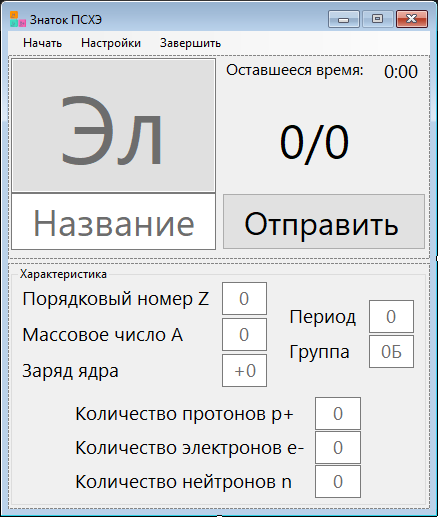 Знаток ПСХЭ
Начать Настройки Завершить
Эл
Оставшееся время: 0:00
0/0
Название
Отправить
Характеристика
Порядковый номер Z 0
Массовое число A 0
Заряд ядра +0
Период 0
Группа 0Б
Количество протонов p+ 0
Количество электронов e- 0
Количество нейтронов n 0